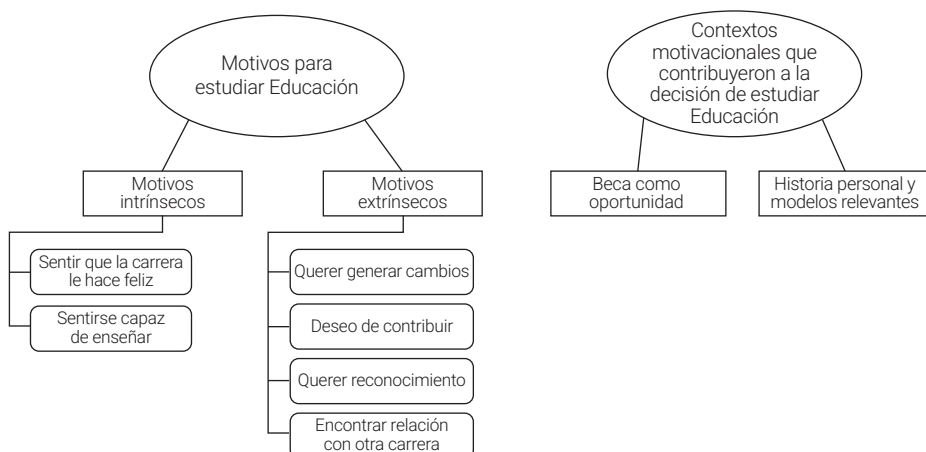 Motivos para
estudiar Educación
Contextos
motivacionales que
contribuyeron a la
decisión de estudiar
Educación
Motivos
intrínsecos
Motivos
extrínsecos
Beca como
oportunidad
Historia personal y
modelos relevantes
Sentir que la carrera
le hace feliz
Sentirse capaz
de enseñar
Querer generar cambios
Deseo de contribuir
Querer reconocimiento
Encontrar relación
con otra carrera